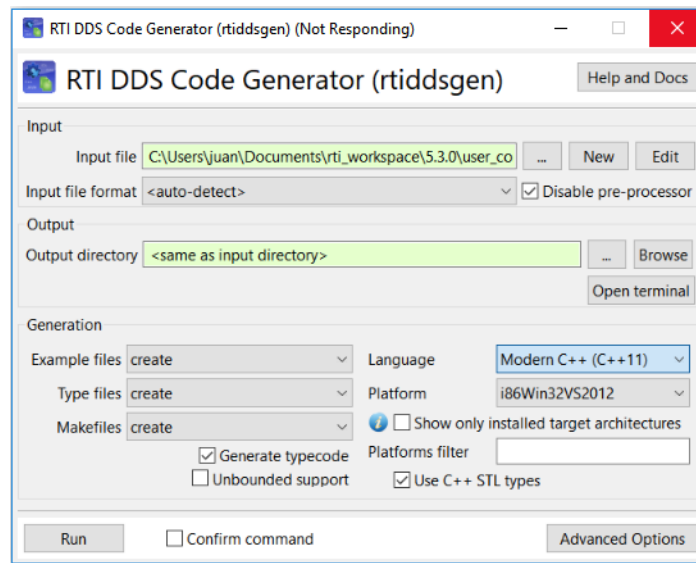 RTI DDS Code Generator (rtiddsgen) (Not Responding)
RTI DDS Code Generator (rtiddsgen)
Help and Docs
Input
Input file C:\Users\juan\Documents\rti_workspace\5.3.0\user_co ... New Edit
Input file format <auto-detect> Disable pre-processor
Output
Output directory <same as input directory> ... Browse
Open terminal
Generation
Example files create Language Modern C++ (C++11)
Type files create Platform i86Win32VS2012
Makefiles create Show only installed target architectures
Generate typecode Platforms filter
Unbounded support Use C++ STL types
Run Confirm command Advanced Options